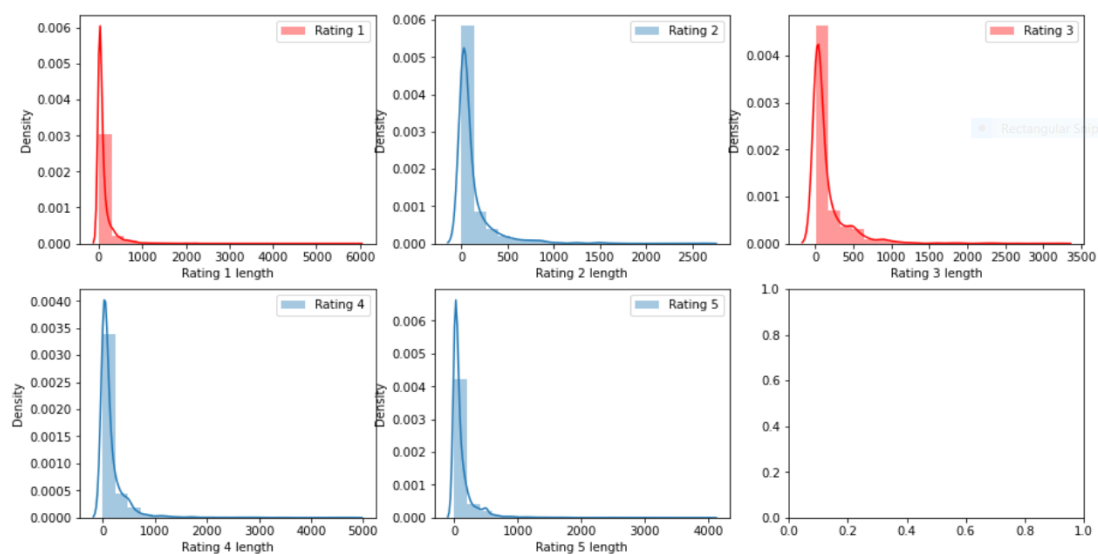 Rating 1
0.006
0.005
0.004
0.003
0.002
0.001
0.000
Density
0 1000 2000 3000 4000 5000 6000
Rating 1 length
Rating 2
0.006
0.005
0.004
0.003
0.002
0.001
0.000
Density
0 500 1000 1500 2000 2500
Rating 2 length
Rating 3
0.004
0.003
0.002
0.001
0.000
Density
Rectangular Snip
0 500 1000 1500 2000 2500 3000 3500
Rating 3 length
Rating 4
0.0040
0.0035
0.0030
0.0025
0.0020
0.0015
0.0010
0.0005
0.0000
Density
0 1000 2000 3000 4000 5000
Rating 4 length
Rating 5
0.006
0.005
0.004
0.003
0.002
0.001
0.000
Density
0 1000 2000 3000 4000
Rating 5 length
1.0
0.8
0.6
0.4
0.2
0.0
0.0 0.2 0.4 0.6 0.8 1.0